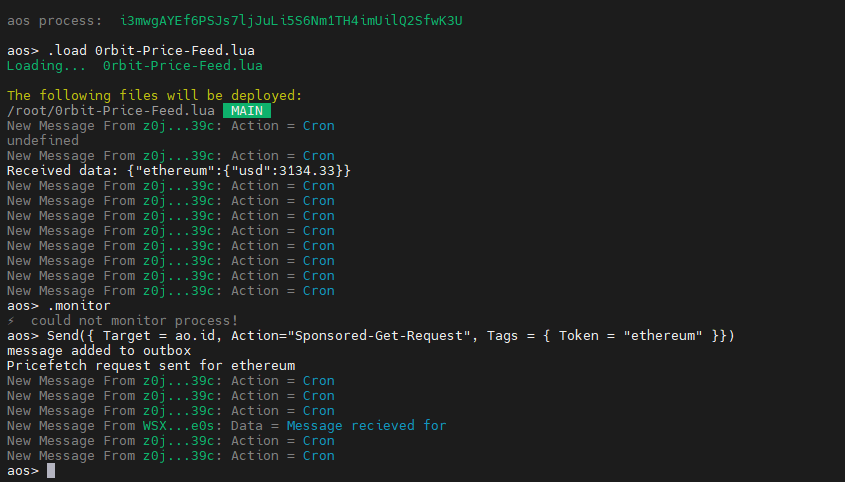 aos process:  i3mwgAYEf6PSJs7ljJuLi5S6Nm1TH4imUilQ2SfwK3U
aos> .load 0rbit-Price-Feed.lua
Loading...  0rbit-Price-Feed.lua
The following files will be deployed:
/root/0rbit-Price-Feed.lua MAIN
New Message From z0j...39c: Action = Cron
undefined
New Message From z0j...39c: Action = Cron
Received data: {"ethereum":{"usd":3134.33}}
New Message From z0j...39c: Action = Cron
New Message From z0j...39c: Action = Cron
New Message From z0j...39c: Action = Cron
New Message From z0j...39c: Action = Cron
New Message From z0j...39c: Action = Cron
New Message From z0j...39c: Action = Cron
New Message From z0j...39c: Action = Cron
New Message From z0j...39c: Action = Cron
aos> .monitor
⚡ could not monitor process!
aos> Send({ Target = ao.id, Action="Sponsored-Get-Request", Tags = { Token = "ethereum" }})
message added to outbox
Pricefetch request sent for ethereum
New Message From z0j...39c: Action = Cron
New Message From z0j...39c: Action = Cron
New Message From z0j...39c: Action = Cron
New Message From WSX...e0s: Data = Message recieved for
New Message From z0j...39c: Action = Cron
New Message From z0j...39c: Action = Cron
aos>